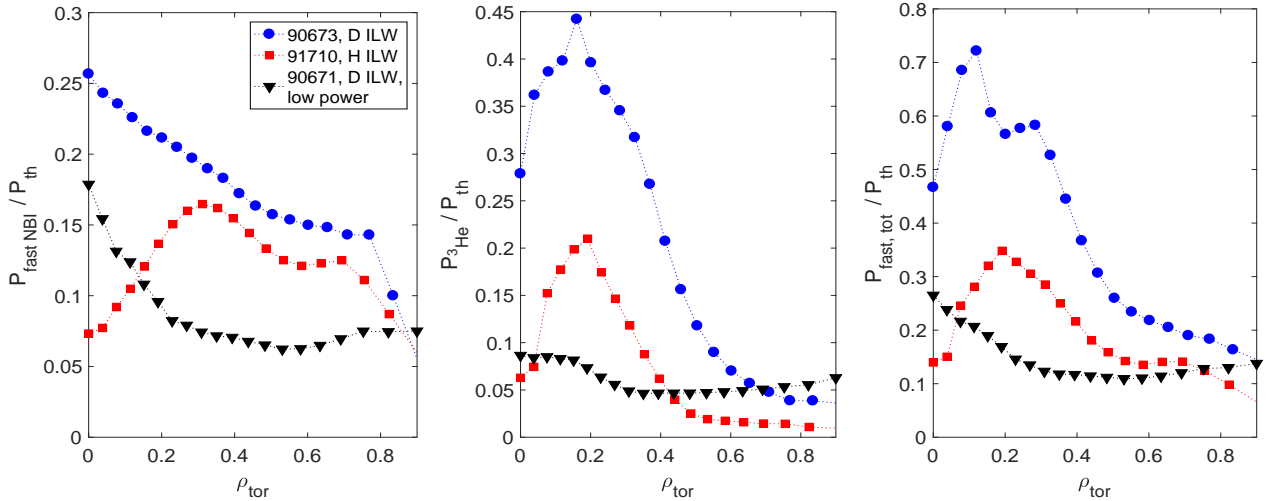 0.3
0.25
0.2
0.15
0.1
0.05
0
P_fast NBI / P_th
90673, D ILW
91710, H ILW
90671, D ILW,
low power
0 0.2 0.4 0.6 0.8
ρ_tor
0.5
0.45
0.4
0.35
0.3
0.25
0.2
0.15
0.1
0.05
0
P_3He / P_th
0 0.2 0.4 0.6 0.8
ρ_tor
0.8
0.7
0.6
0.5
0.4
0.3
0.2
0.1
0
P_fast, tot / P_th
0 0.2 0.4 0.6 0.8
ρ_tor